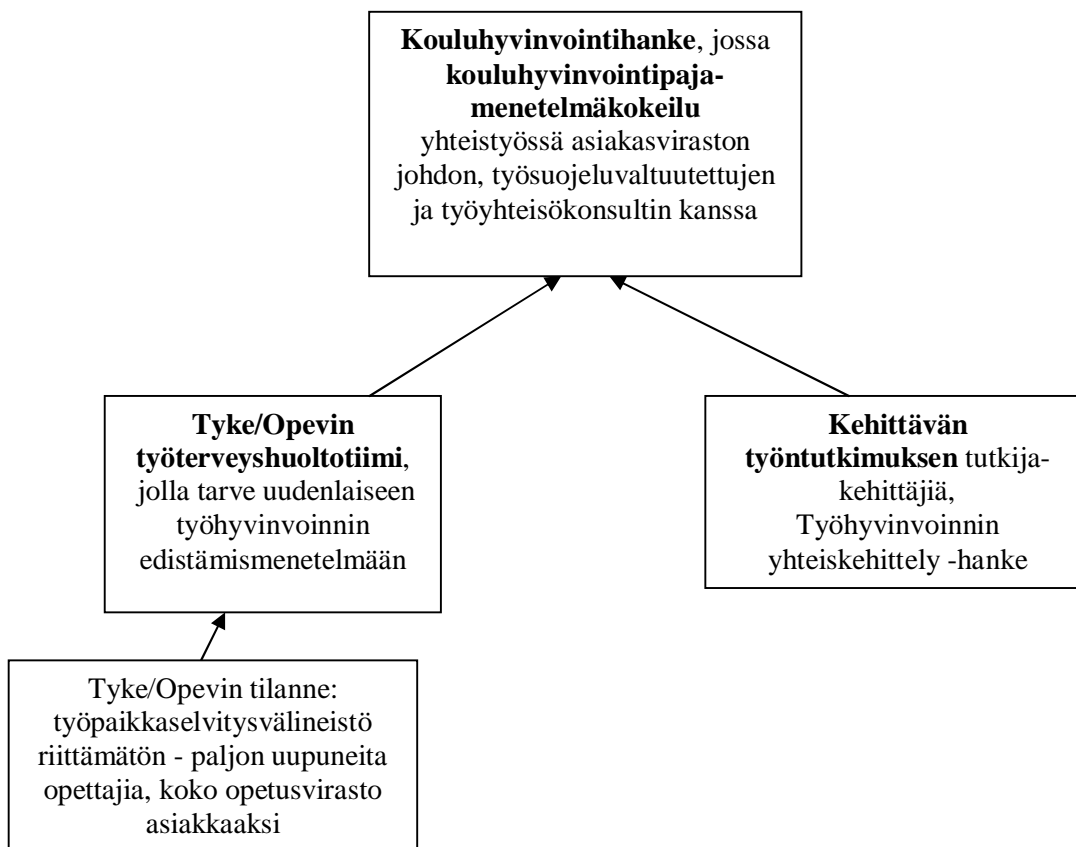 Kouluhyvinvointihanke, jossa
kouluhyvinvointipaja-
menetelmäkokeilu
yhteistyössä asiakasviraston
johdon, työsuojeluvaltuutettujen
ja työyhteisökonsultin kanssa
Tyke/Opevin
työterveyshuoltotiimi,
jolla tarve uudenlaiseen
työhyvinvoinnin
edistämismenetelmään
Kehittävän
työntutkimuksen tutkija-
kehittäjiä,
Työhyvinvoinnin
yhteiskehittely -hanke
Tyke/Opevin tilanne:
työpaikkaselvitysvälineistö
riittämätön - paljon uupuneita
opettajia, koko opetusvirasto
asiakkaaksi